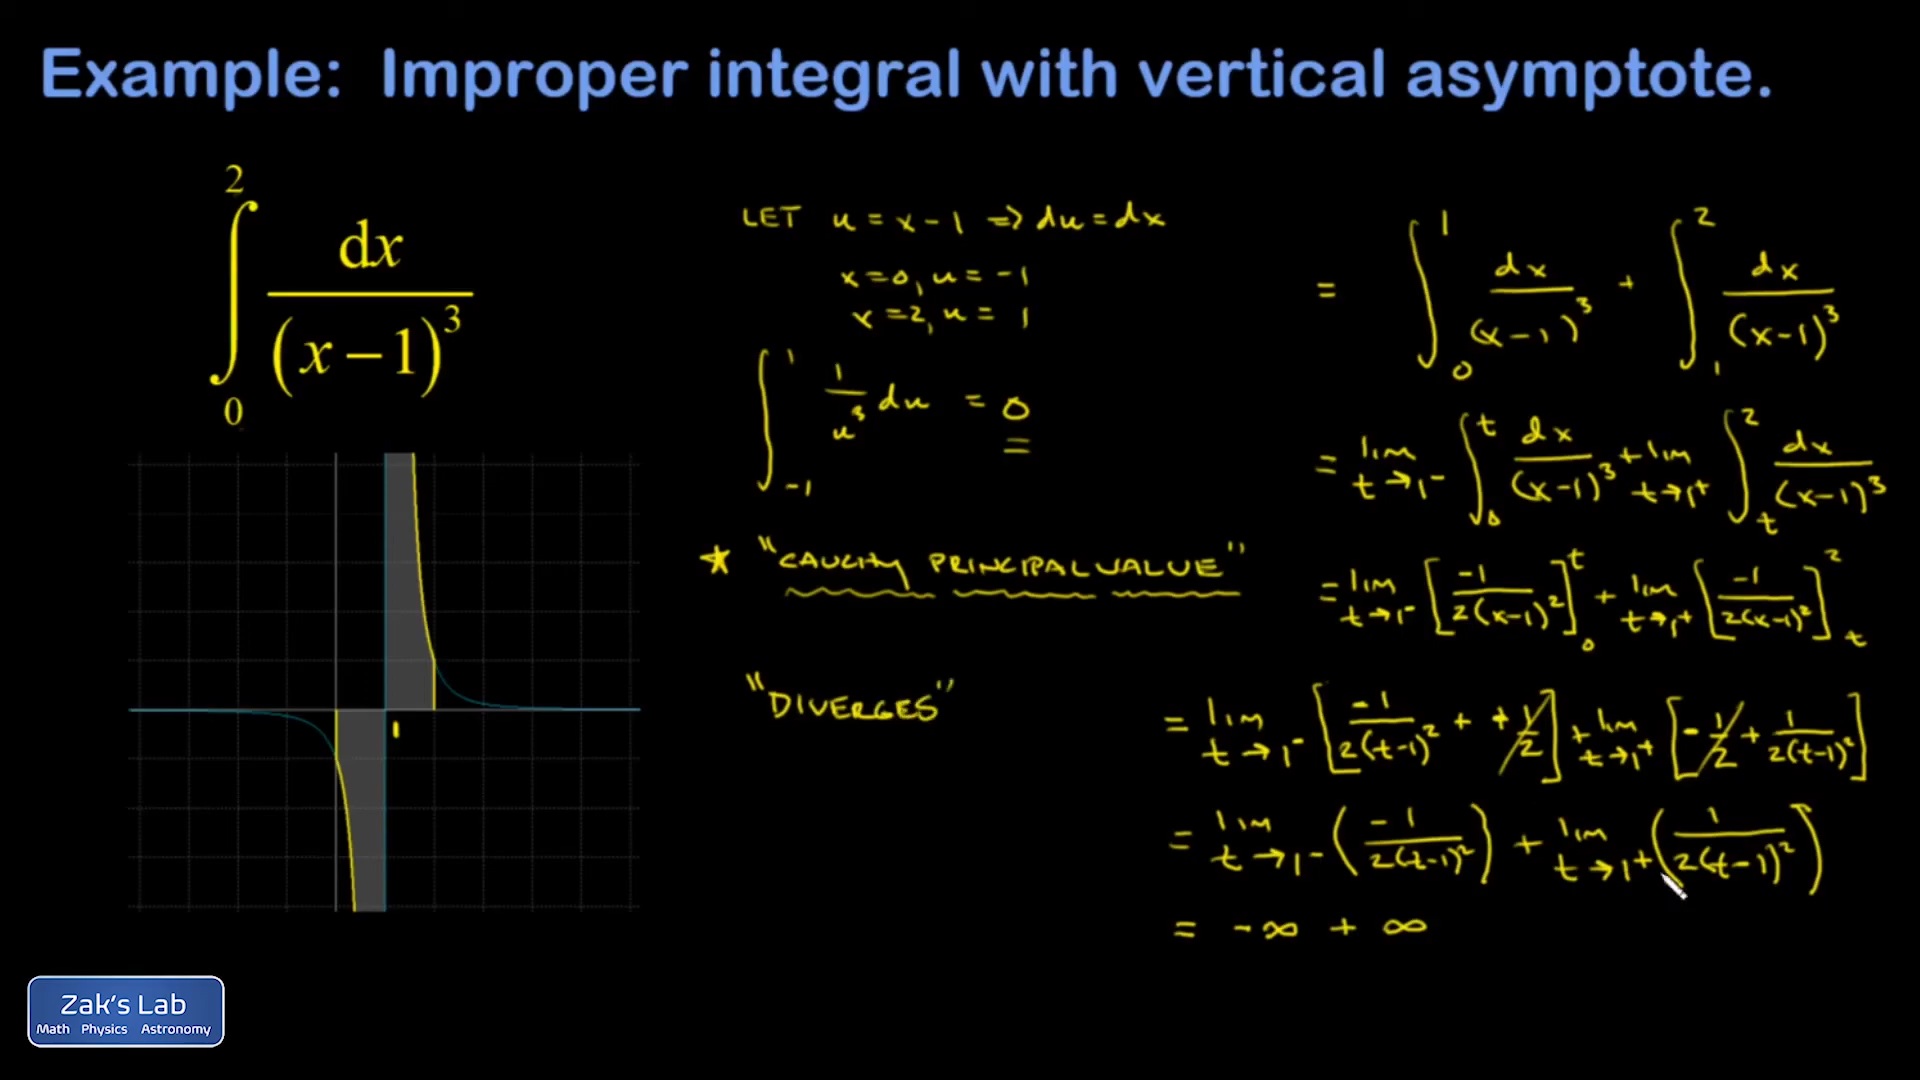 Example: Improper integral with vertical asymptote.
∫₀² dx/(x−1)³
1
LET u = x − 1 ⇒ du = dx
x=0, u = −1
x=2, u = 1
∫₋₁¹ 1/u³ du = 0
★ "CAUCHY PRINCIPAL VALUE"
"DIVERGES"
= ∫₀¹ dx/(x−1)³ + ∫₁² dx/(x−1)³
= lim t→1⁻ ∫₀ᵗ dx/(x−1)³ + lim t→1⁺ ∫ₜ² dx/(x−1)³
= lim t→1⁻ [−1/2(x−1)²]₀ᵗ + lim t→1⁺ [−1/2(x−1)²]ₜ²
= lim t→1⁻ [−1/2(t−1)² + +1/2] + lim t→1⁺ [−1/2 + 1/2(t−1)²]
= lim t→1⁻ (−1/2(t−1)²) + lim t→1⁺ (1/2(t−1)²)
= −∞ + ∞
Zak's Lab
Math Physics Astronomy